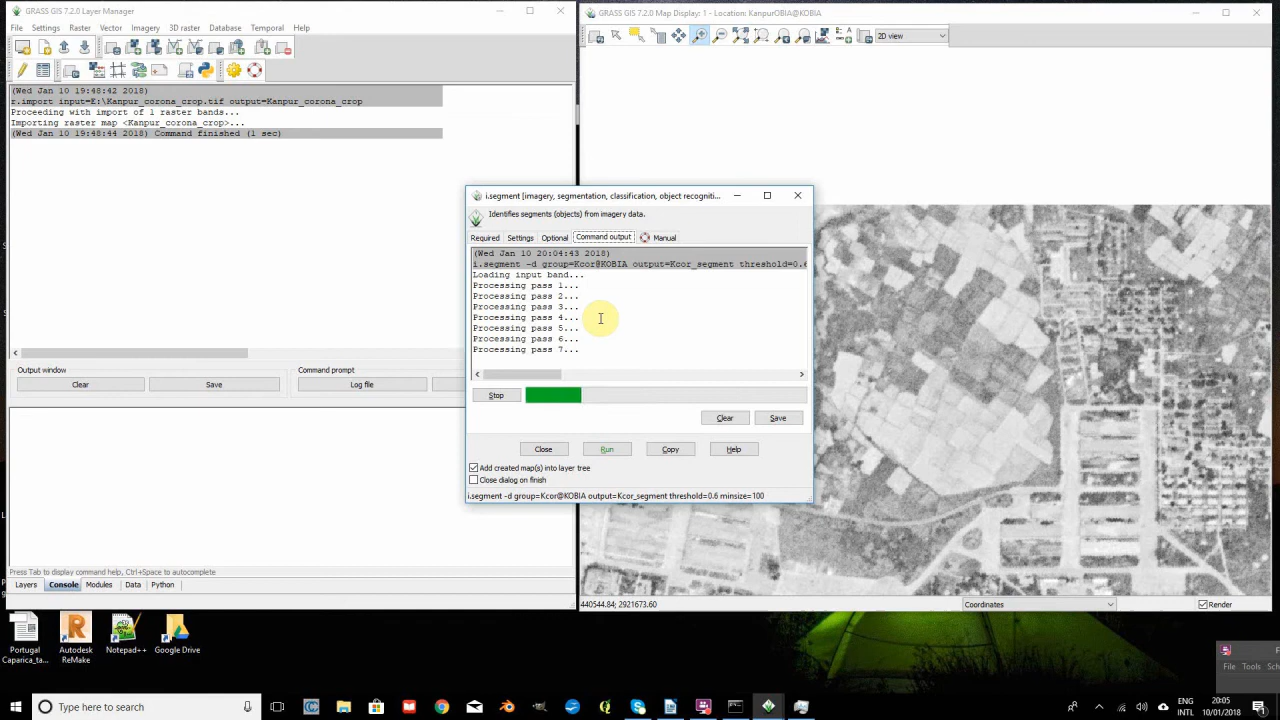 GRASS GIS 7.2.0 Layer Manager
File Settings Raster Vector Imagery 3D raster Database Temporal Help
(Wed Jan 10 19:48:42 2018)
r.import input=E:\Kanpur_corona_crop.tif output=Kanpur_corona_crop
Proceeding with import of 1 raster bands...
Importing raster map <Kanpur_corona_crop>...
(Wed Jan 10 19:48:44 2018) Command finished (1 sec)
Output window
Command prompt
Clear
Save
Log file
Press Tab to display command help, Ctrl+Space to autocomplete
Layers Console Modules Data Python
GRASS GIS 7.2.0 Map Display: 1 - Location: KanpurOBIA@KOBIA
2D view
i.segment [imagery, segmentation, classification, object recogniti...
Identifies segments (objects) from imagery data.
Required Settings Optional Command output Manual
(Wed Jan 10 20:04:43 2018)
i.segment -d group=Kcor@KOBIA output=Kcor_segment threshold=0.6
Loading input band...
Processing pass 1...
Processing pass 2...
Processing pass 3...
Processing pass 4...
Processing pass 5...
Processing pass 6...
Processing pass 7...
Stop
Clear
Save
Close
Run
Copy
Help
Add created map(s) into layer tree
Close dialog on finish
i.segment -d group=Kcor@KOBIA output=Kcor_segment threshold=0.6 minsize=100
440544.84; 2921673.60
Coordinates
Render
Portugal
Caparica_ta...
Autodesk
ReMake
Notepad++
Google Drive
File Tools
Type here to search
ENG
INTL
20:05
10/01/2018